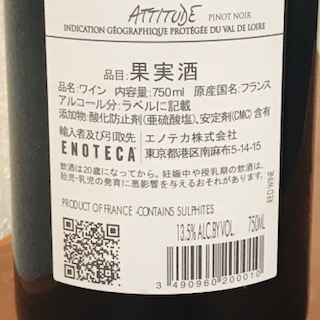 ATTITUDE PINOT NOIR
INDICATION GÉOGRAPHIQUE PROTÉGÉE DU VAL DE LOIRE
品目:果実酒
品名:ワイン 内容量:750ml 原産国名:フランス
アルコール分:ラベルに記載
添加物:酸化防止剤(亜硫酸塩)、安定剤(CMC)含有
輸入者及び引取先 エノテカ株式会社
ENOTECA 東京都港区南麻布5-14-15
飲酒は20歳になってから。妊娠中や授乳期の飲酒は、
胎児・乳児の発育に悪影響を与えるおそれがあります。
PRODUCT OF FRANCE -CONTAINS SULPHITES
13.5% ALC.BY VOL. 750ML
RED WINE
3 490960 200010